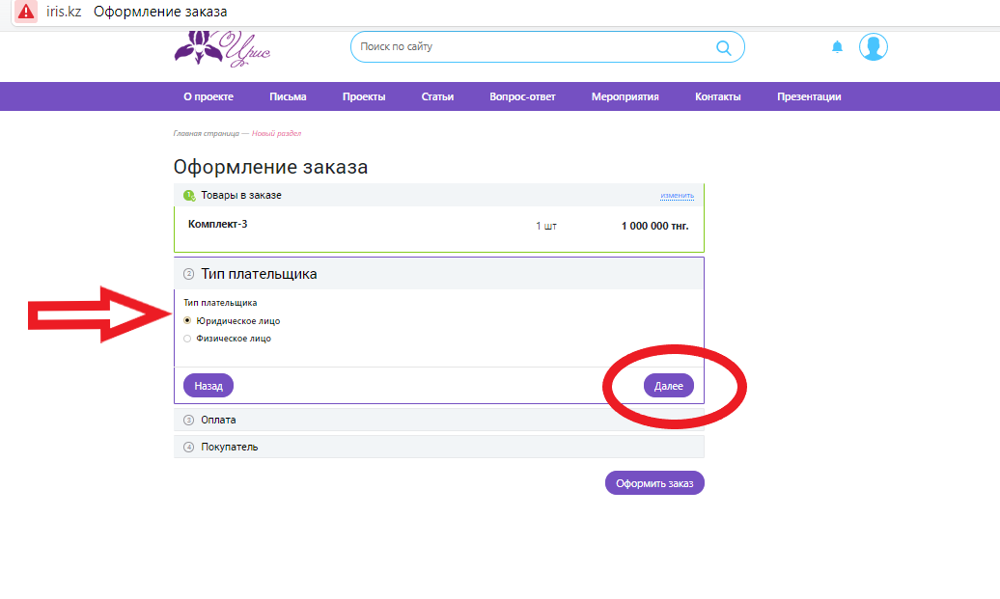 iris.kz Оформление заказа
Ирис
Поиск по сайту
О проекте Письма Проекты Статьи Вопрос-ответ Мероприятия Контакты Презентации
Главная страница — Новый раздел
Оформление заказа
1 Товары в заказе изменить
Комплект-3 1 шт 1 000 000 тнг.
2 Тип плательщика
Тип плательщика
Юридическое лицо
Физическое лицо
Назад Далее
3 Оплата
4 Покупатель
Оформить заказ